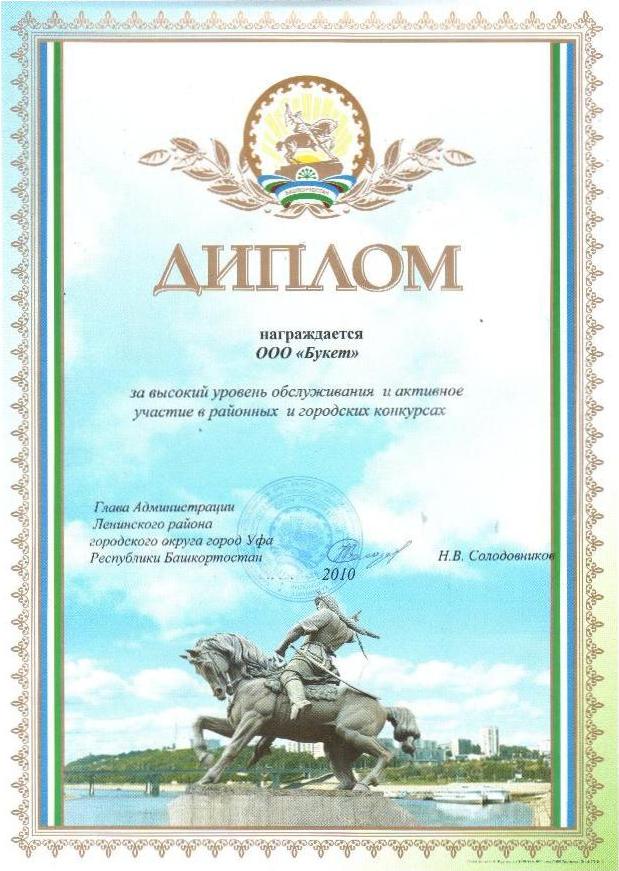 БАШКОРТОСТАН
ДИПЛОМ
награждается
ООО «Букет»
за высокий уровень обслуживания и активное
участие в районных и городских конкурсах
Глава Администрации
Ленинского района
городского округа город Уфа
Республики Башкортостан
Н.В. Солодовников
2010